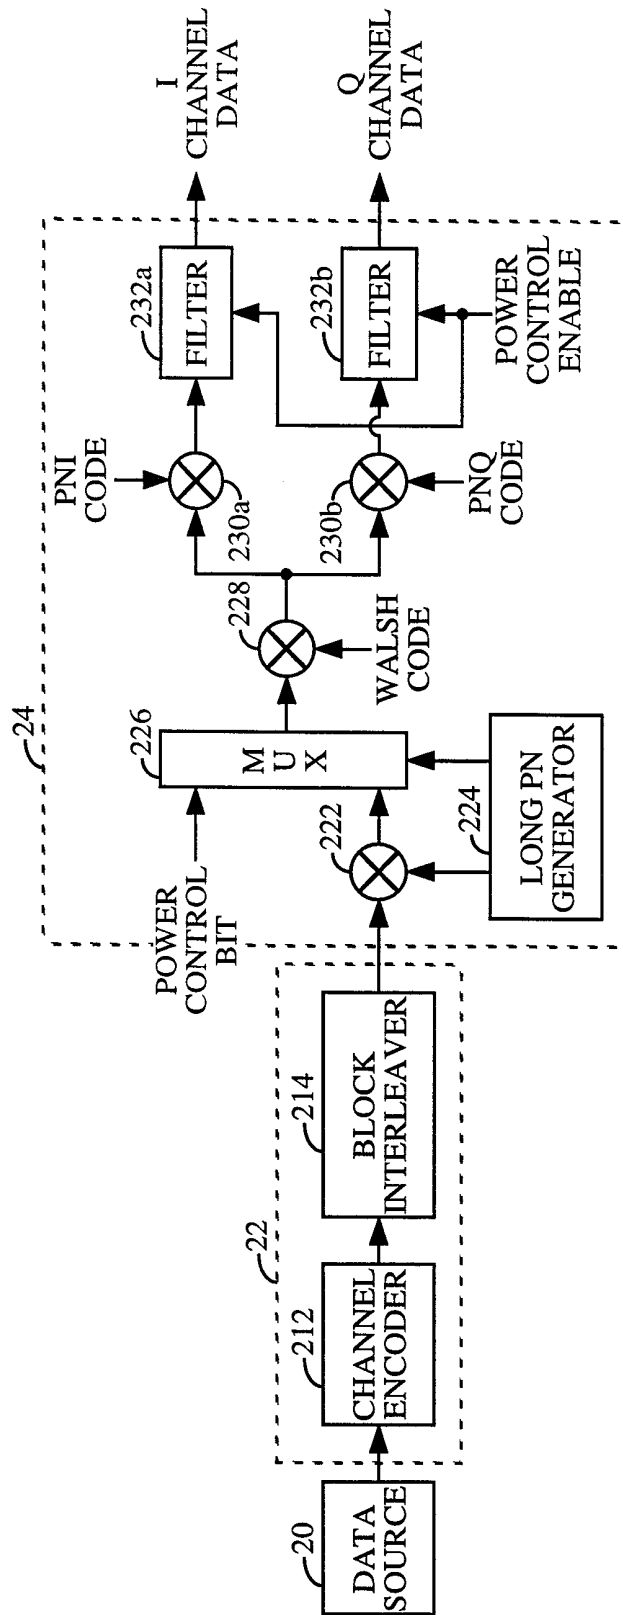 20
DATA
SOURCE
22
212
CHANNEL
ENCODER
214
BLOCK
INTERLEAVER
24
POWER
CONTROL
BIT
222
224
LONG PN
GENERATOR
226
MUX
228
WALSH
CODE
PNI
CODE
230a
230b
PNQ
CODE
232a
FILTER
232b
FILTER
POWER
CONTROL
ENABLE
I
CHANNEL
DATA
Q
CHANNEL
DATA